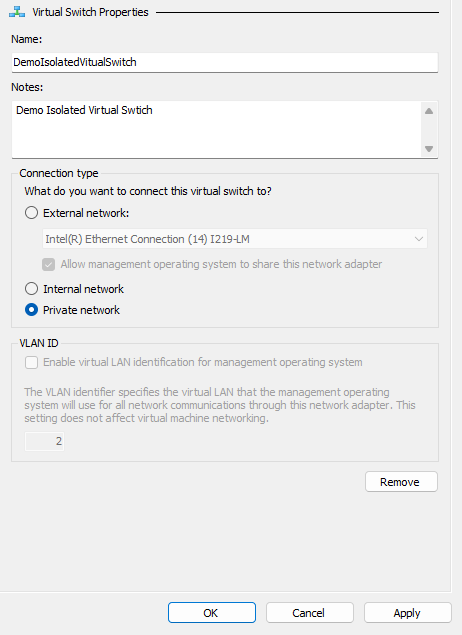 Virtual Switch Properties
Name:
DemoIsolatedVitualSwitch
Notes:
Demo Isolated Virtual Swtich
Connection type
What do you want to connect this virtual switch to?
External network:
Intel(R) Ethernet Connection (14) I219-LM
Allow management operating system to share this network adapter
Internal network
Private network
VLAN ID
Enable virtual LAN identification for management operating system
The VLAN identifier specifies the virtual LAN that the management operating
system will use for all network communications through this network adapter. This
setting does not affect virtual machine networking.
2
Remove
OK
Cancel
Apply